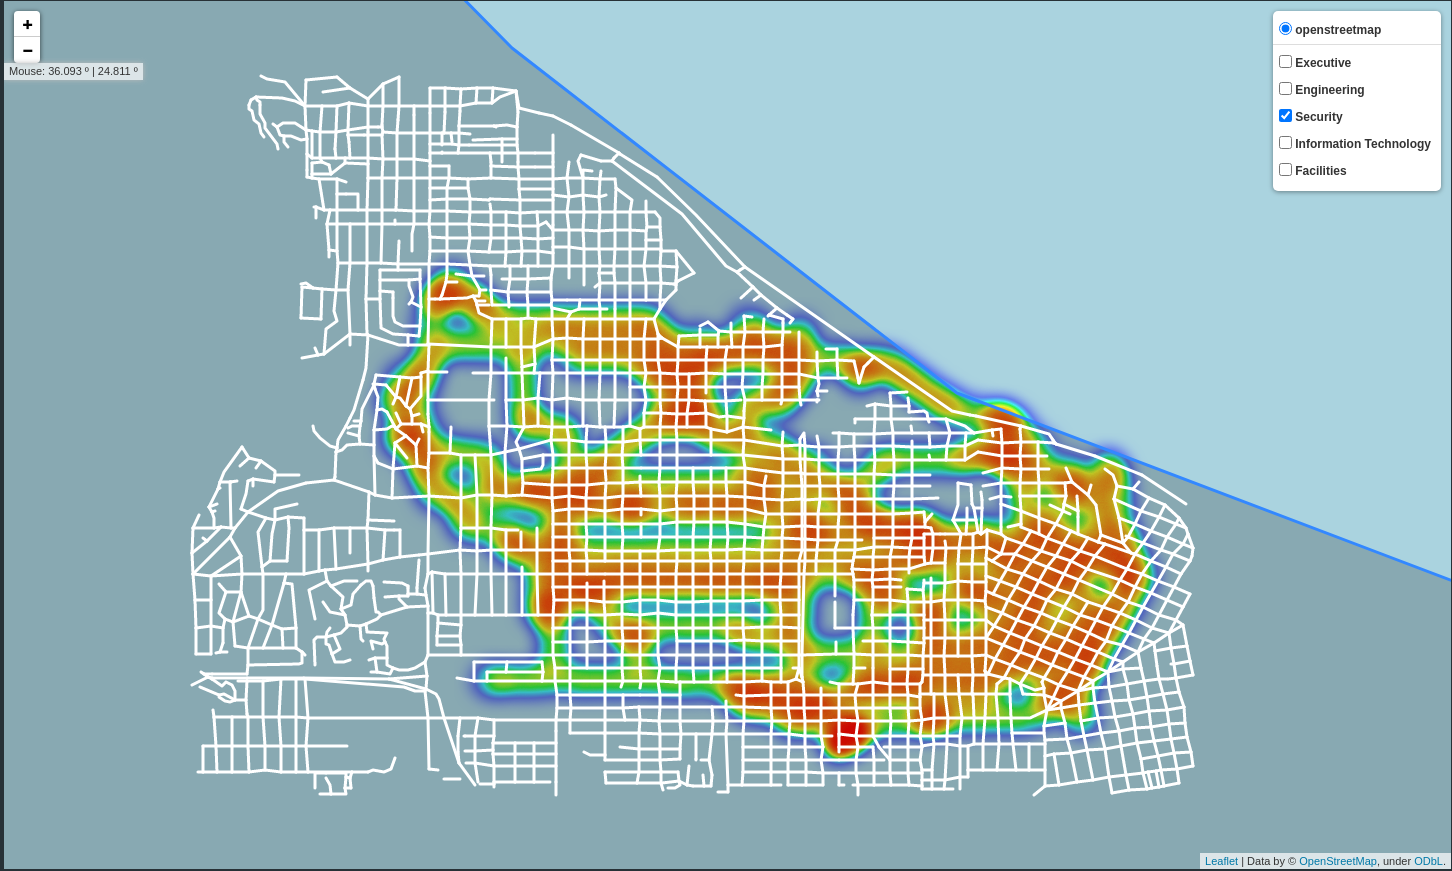 +
−
Mouse: 36.093 º | 24.811 º
openstreetmap
Executive
Engineering
Security
Information Technology
Facilities
Leaflet | Data by © OpenStreetMap, under ODbL.